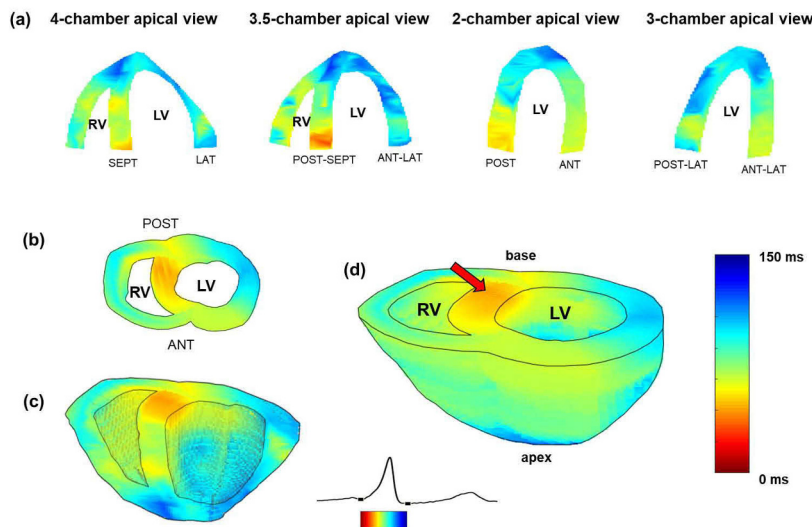 (a)
4-chamber apical view
3.5-chamber apical view
2-chamber apical view
3-chamber apical view
RV
LV
SEPT
LAT
RV
LV
POST-SEPT
ANT-LAT
LV
POST
ANT
LV
POST-LAT
ANT-LAT
(b)
POST
RV
LV
ANT
(c)
(d)
base
RV
LV
apex
150 ms
0 ms